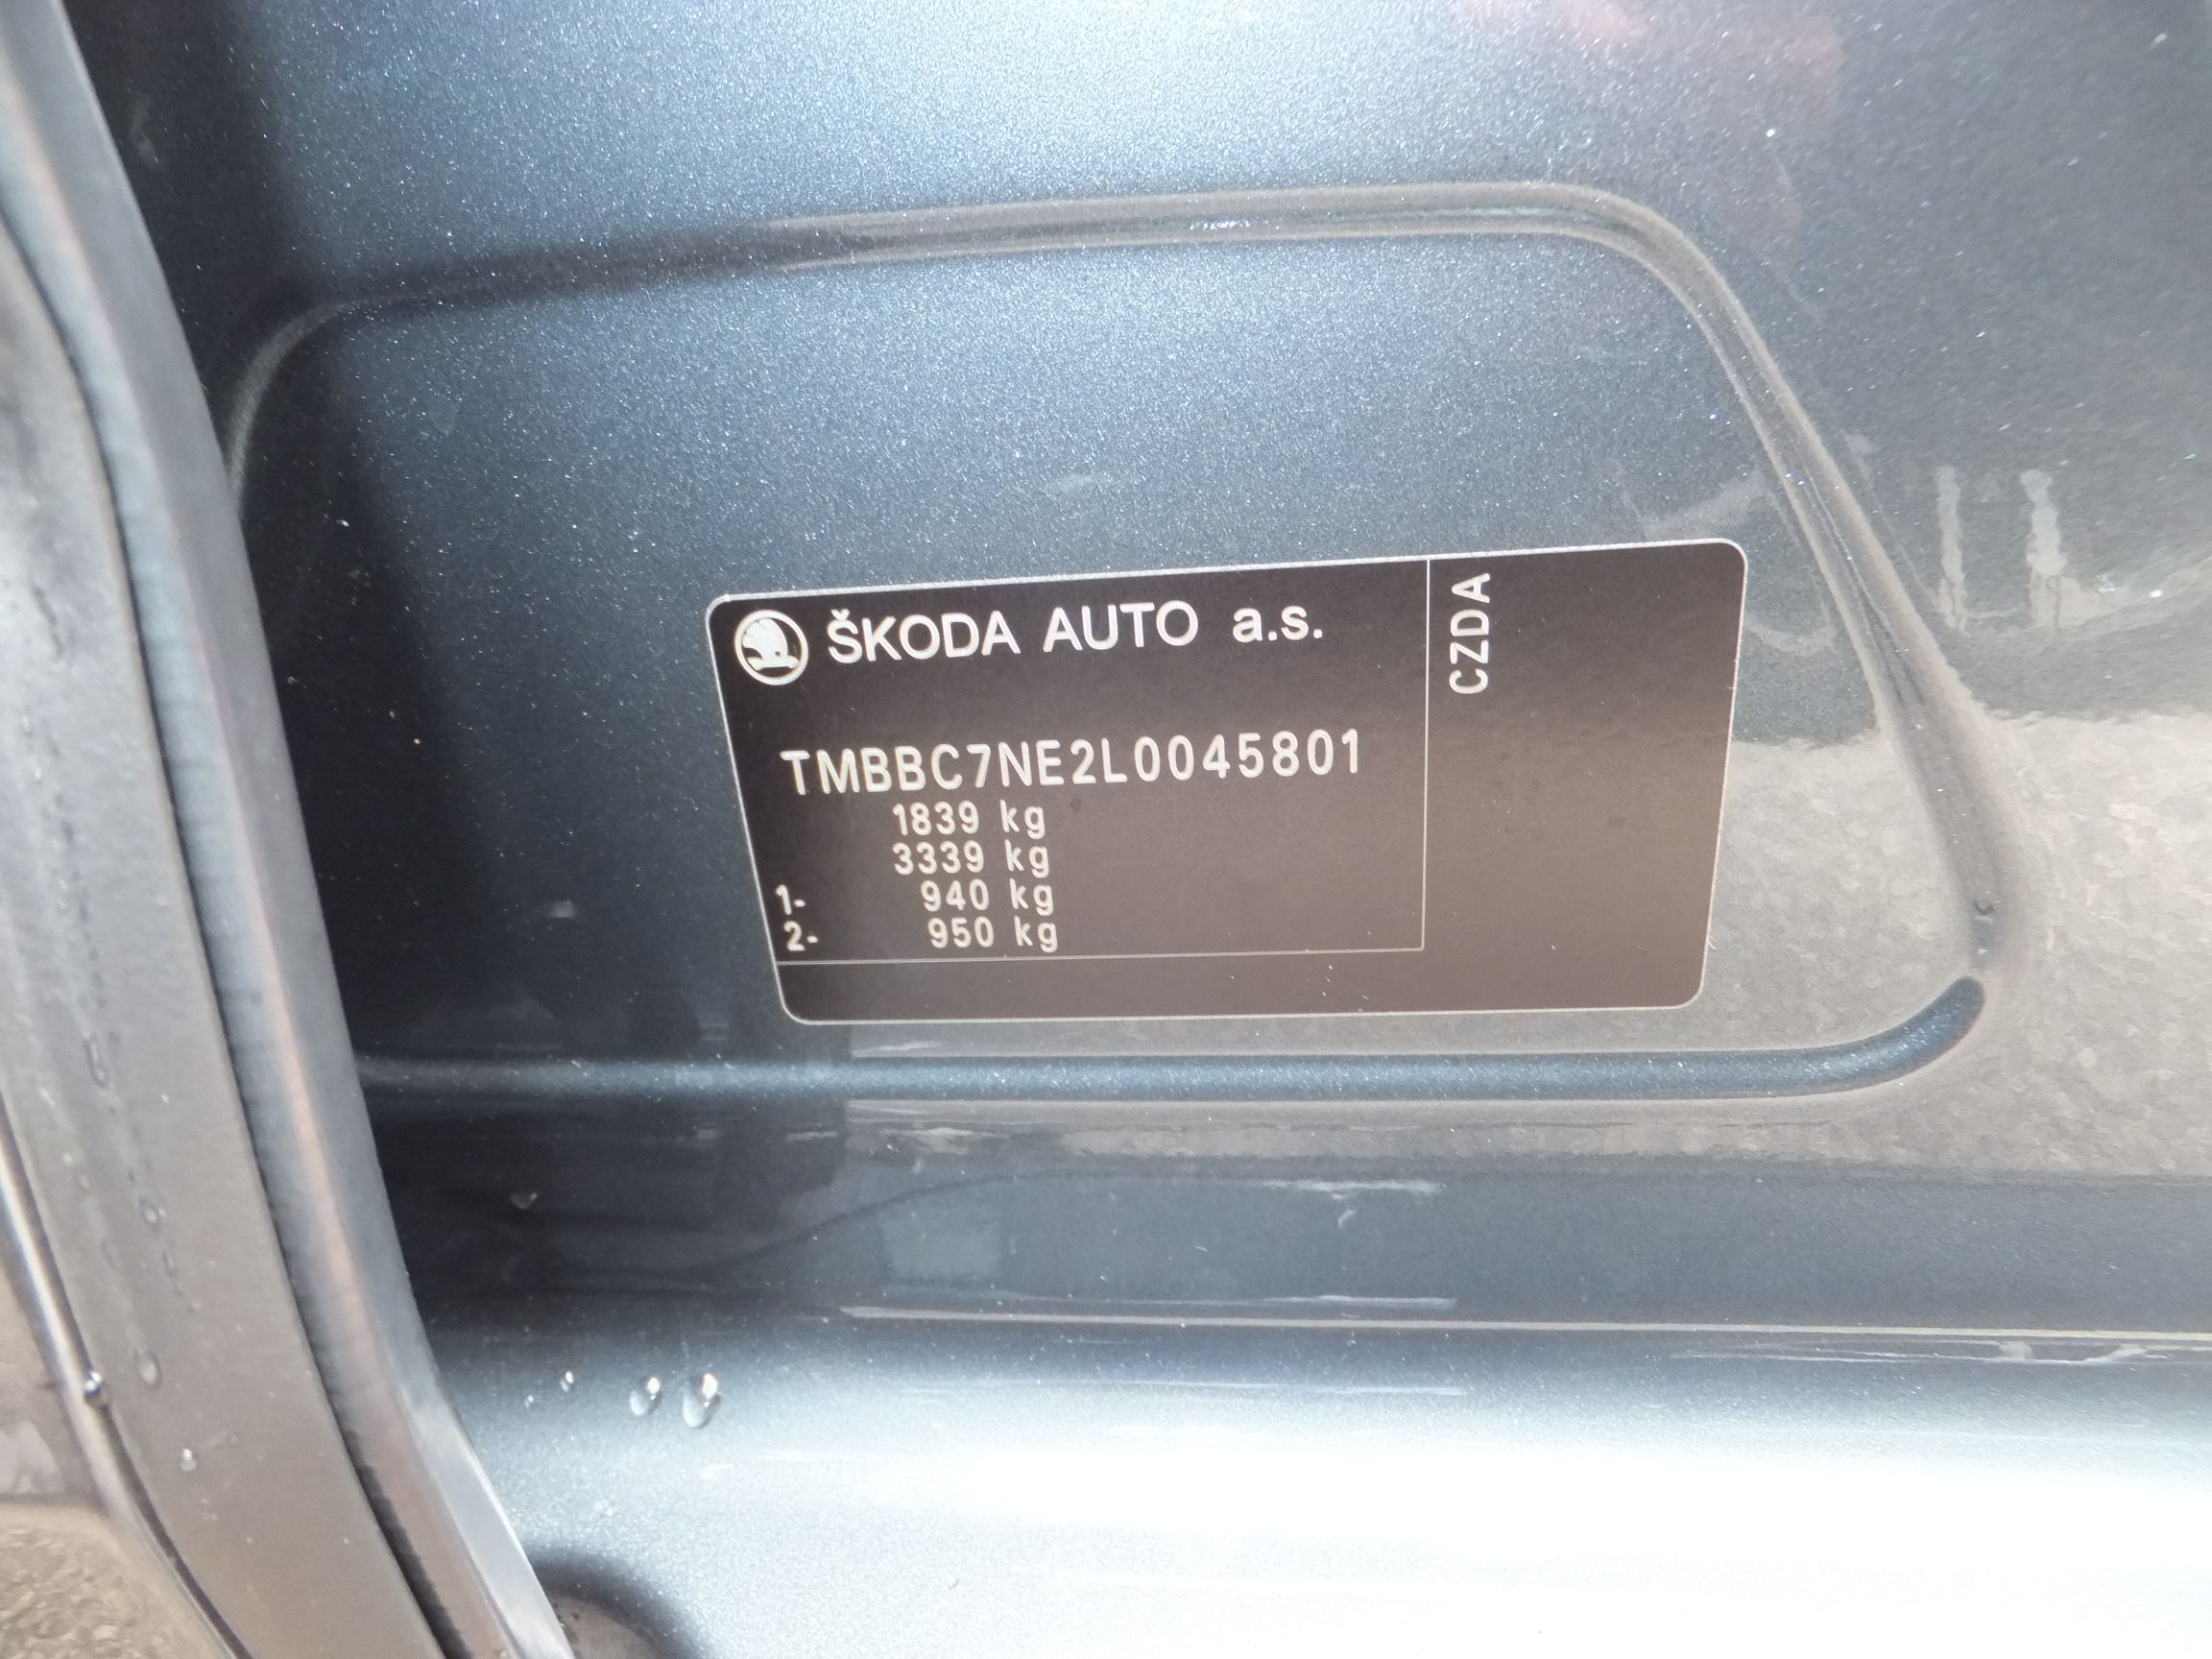 ŠKODA AUTO a.s.
CZDA
TMBBC7NE2L0045801
1839 kg
3339 kg
1- 940 kg
2- 950 kg